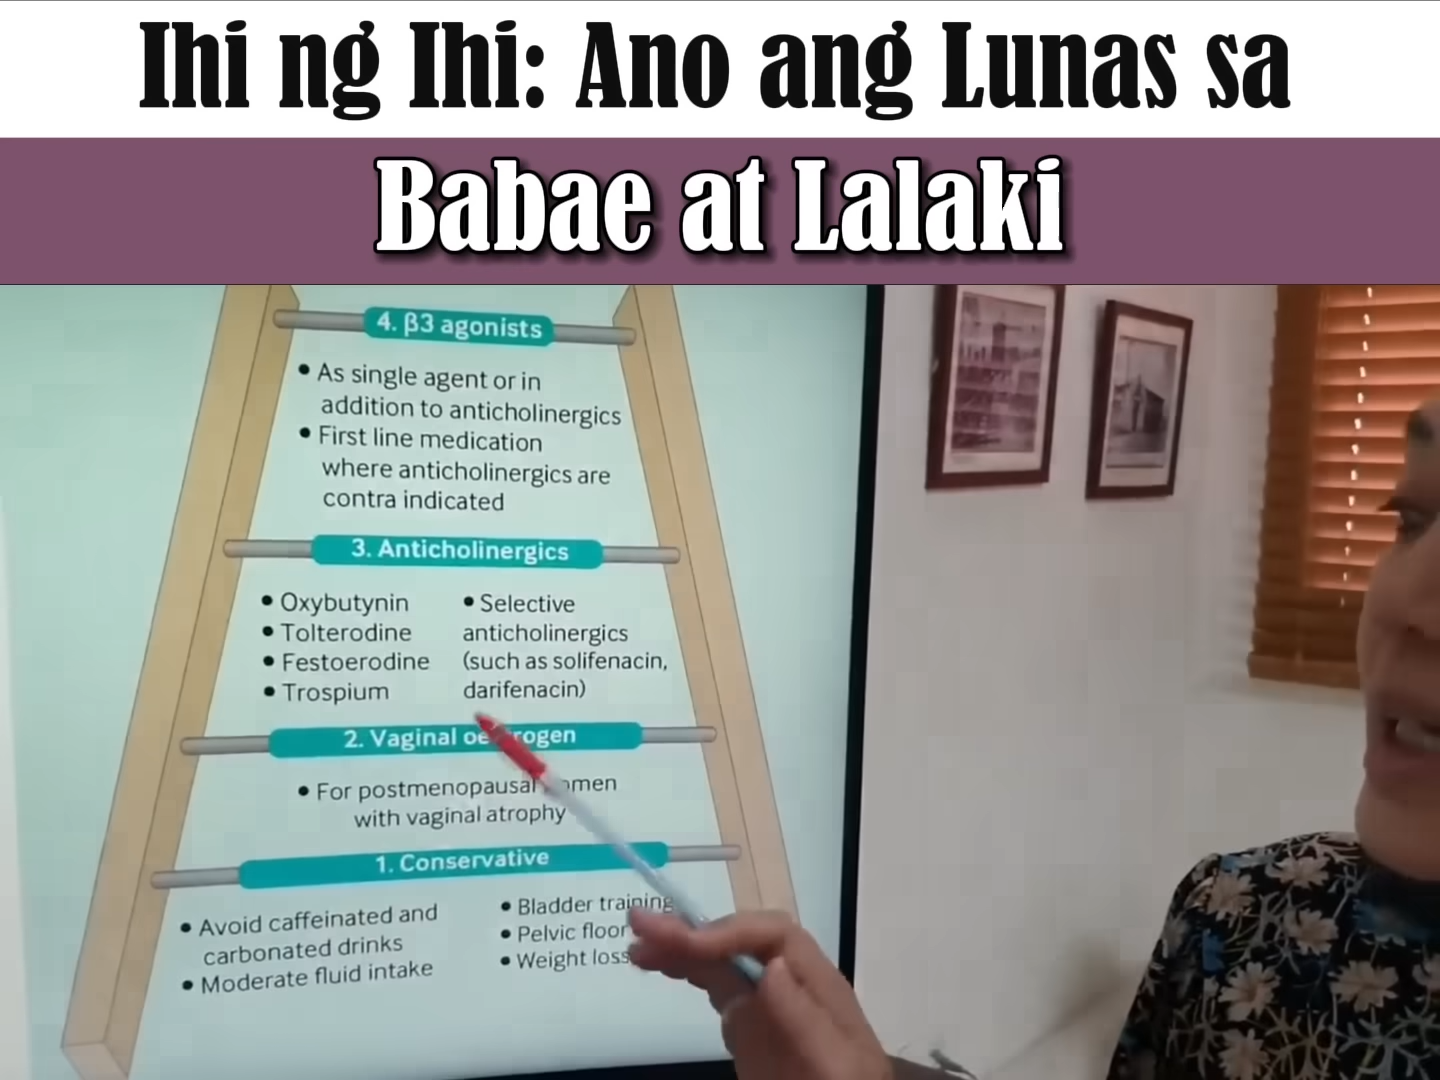 Ihi ng Ihi: Ano ang Lunas sa
Babae at Lalaki
4. β3 agonists
• As single agent or in
addition to anticholinergics
• First line medication
where anticholinergics are
contra indicated
3. Anticholinergics
• Oxybutynin
• Tolterodine
• Festoerodine
• Trospium
• Selective
anticholinergics
(such as solifenacin,
darifenacin)
2. Vaginal
• For postmenopausal
with vaginal atrophy
1. Conservative
• Avoid caffeinated and
carbonated drinks
• Moderate fluid intake
• Bladder training
• Pelvic floor
• Weight loss